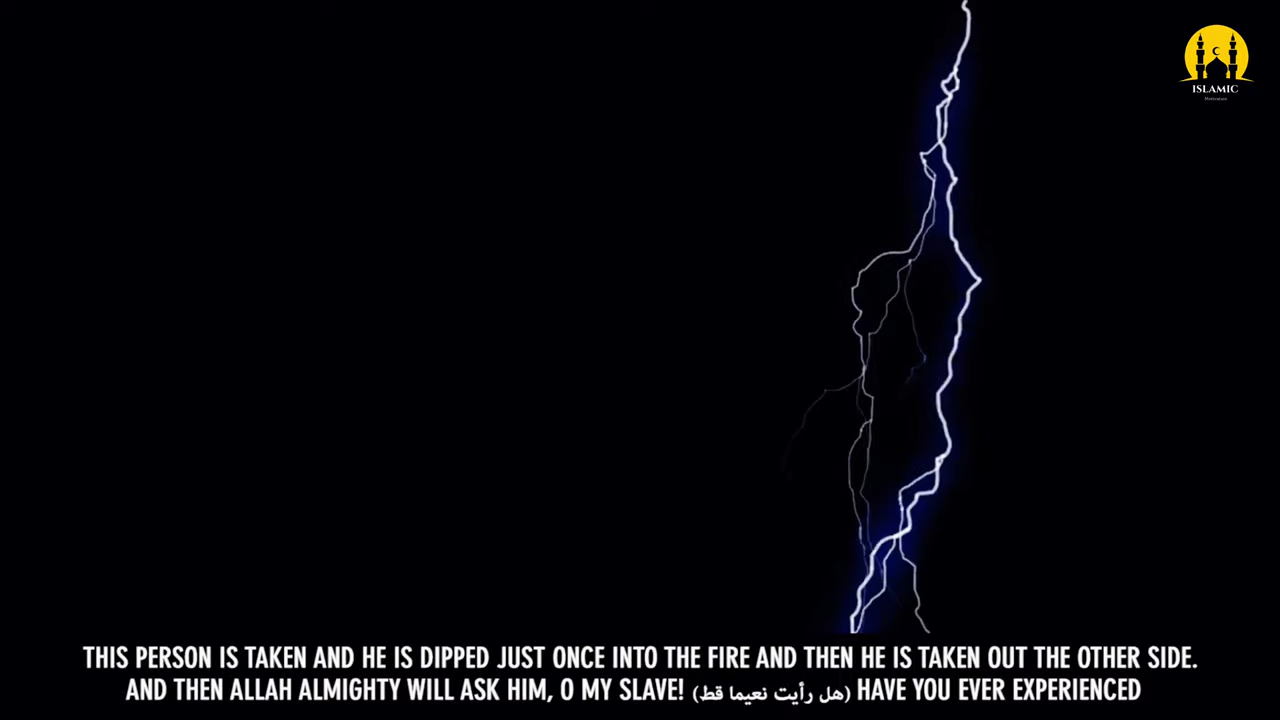 ISLAMIC
Motivation
THIS PERSON IS TAKEN AND HE IS DIPPED JUST ONCE INTO THE FIRE AND THEN HE IS TAKEN OUT THE OTHER SIDE.
AND THEN ALLAH ALMIGHTY WILL ASK HIM, O MY SLAVE! (هل رأيت نعيما قط) HAVE YOU EVER EXPERIENCED